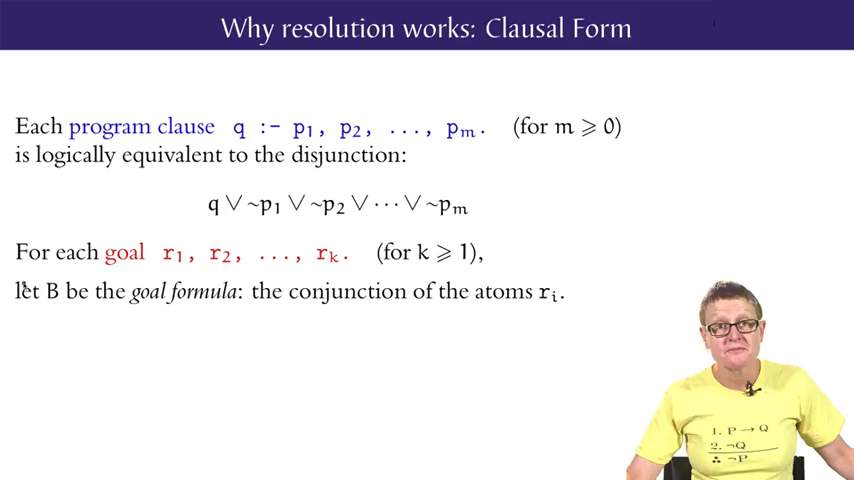 Why resolution works: Clausal Form
Each program clause q :- p₁, p₂, ..., pₘ. (for m ⩾ 0)
is logically equivalent to the disjunction:
q ∨ ~p₁ ∨ ~p₂ ∨ ··· ∨ ~pₘ
For each goal r₁, r₂, ..., rₖ. (for k ⩾ 1),
let B be the goal formula: the conjunction of the atoms rᵢ.
1. P → Q
2. ¬Q
∴ ¬P